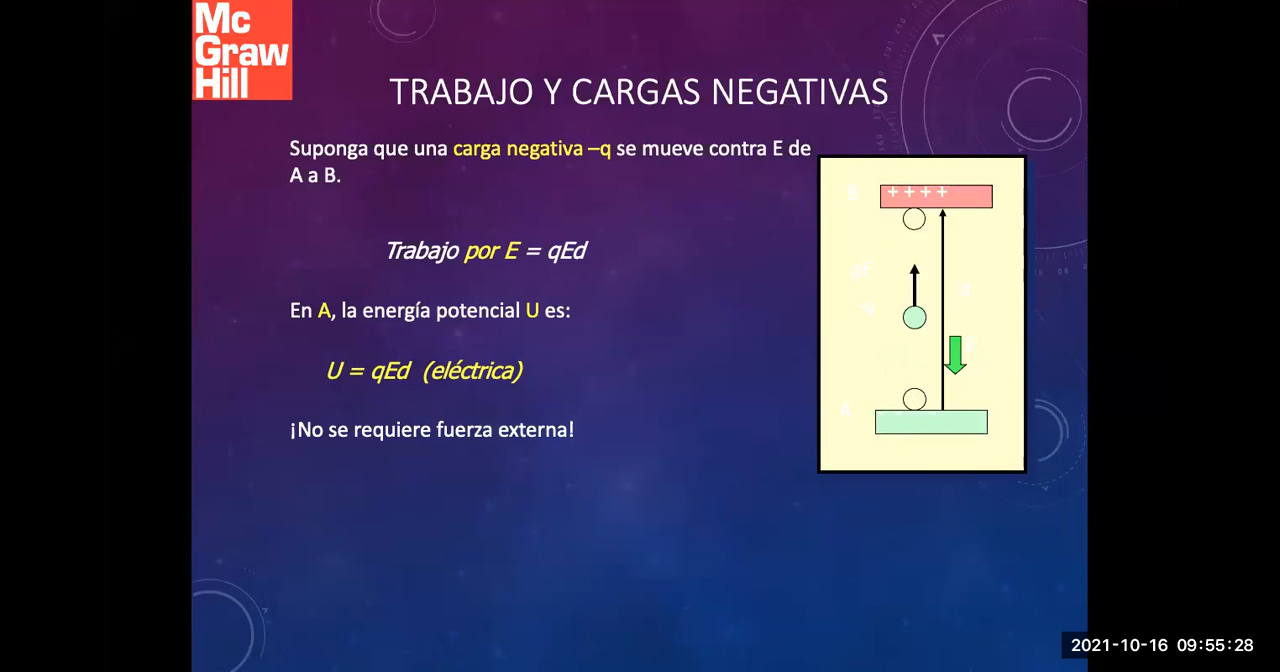 Mc
Graw
Hill
TRABAJO Y CARGAS NEGATIVAS
Suponga que una carga negativa –q se mueve contra E de
A a B.
Trabajo por E = qEd
En A, la energía potencial U es:
U = qEd (eléctrica)
¡No se requiere fuerza externa!
B
+ + + +
A
2021-10-16 09:55:28